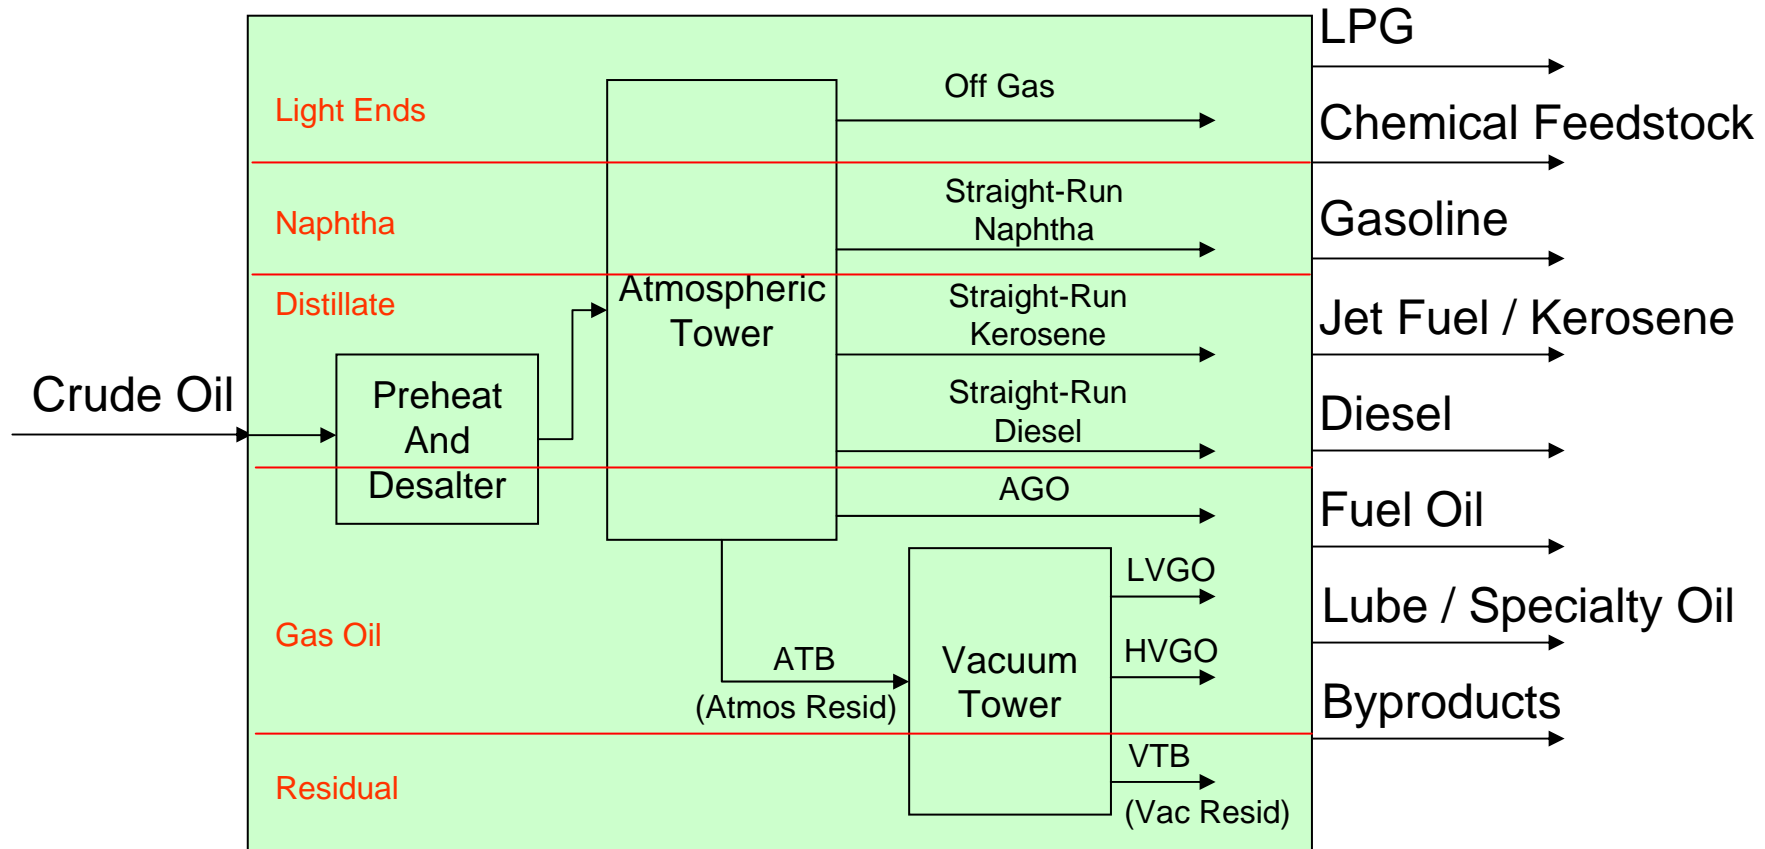 LPG
Off Gas
Light Ends
Chemical Feedstock
Straight-Run
Naphtha
Naphtha
Gasoline
Distillate
Atmospheric
Tower
Straight-Run
Kerosene
Jet Fuel / Kerosene
Crude Oil
Preheat
And
Desalter
Straight-Run
Diesel
Diesel
AGO
Fuel Oil
LVGO
Lube / Specialty Oil
Gas Oil
ATB
(Atmos Resid)
Vacuum
Tower
HVGO
Byproducts
VTB
(Vac Resid)
Residual